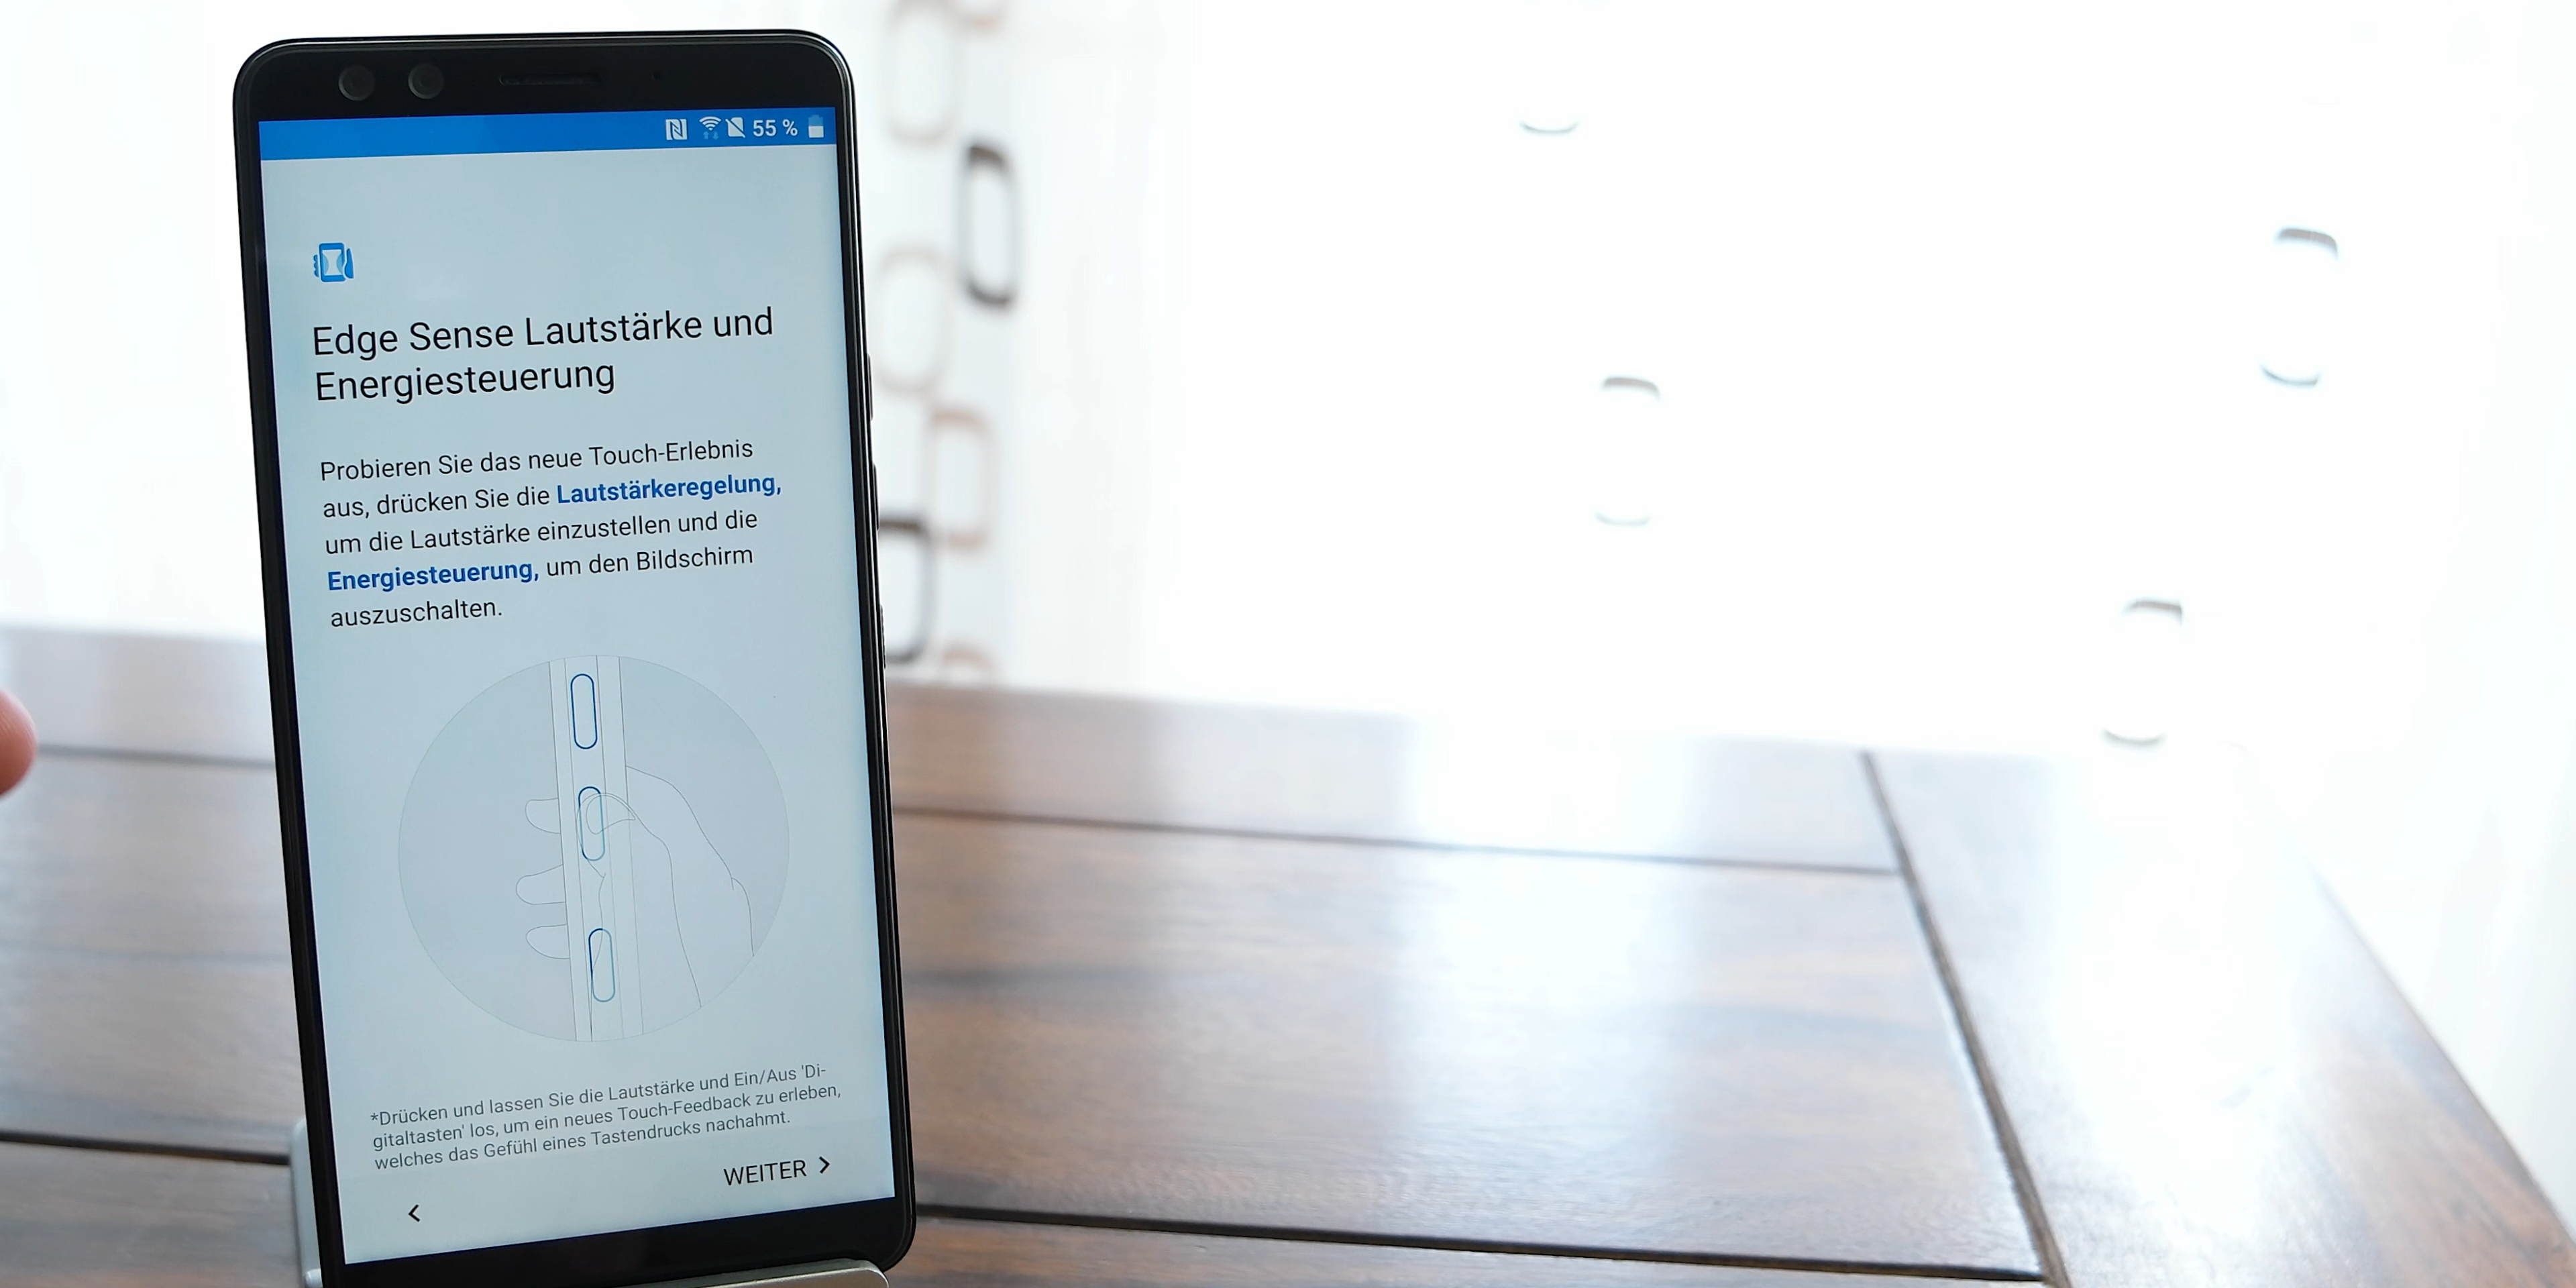 55 %
Edge Sense Lautstärke und
Energiesteuerung
Probieren Sie das neue Touch-Erlebnis
aus, drücken Sie die Lautstärkeregelung,
um die Lautstärke einzustellen und die
Energiesteuerung, um den Bildschirm
auszuschalten.
*Drücken und lassen Sie die Lautstärke und Ein/Aus 'Di-
gitaltasten' los, um ein neues Touch-Feedback zu erleben,
welches das Gefühl eines Tastendrucks nachahmt.
WEITER